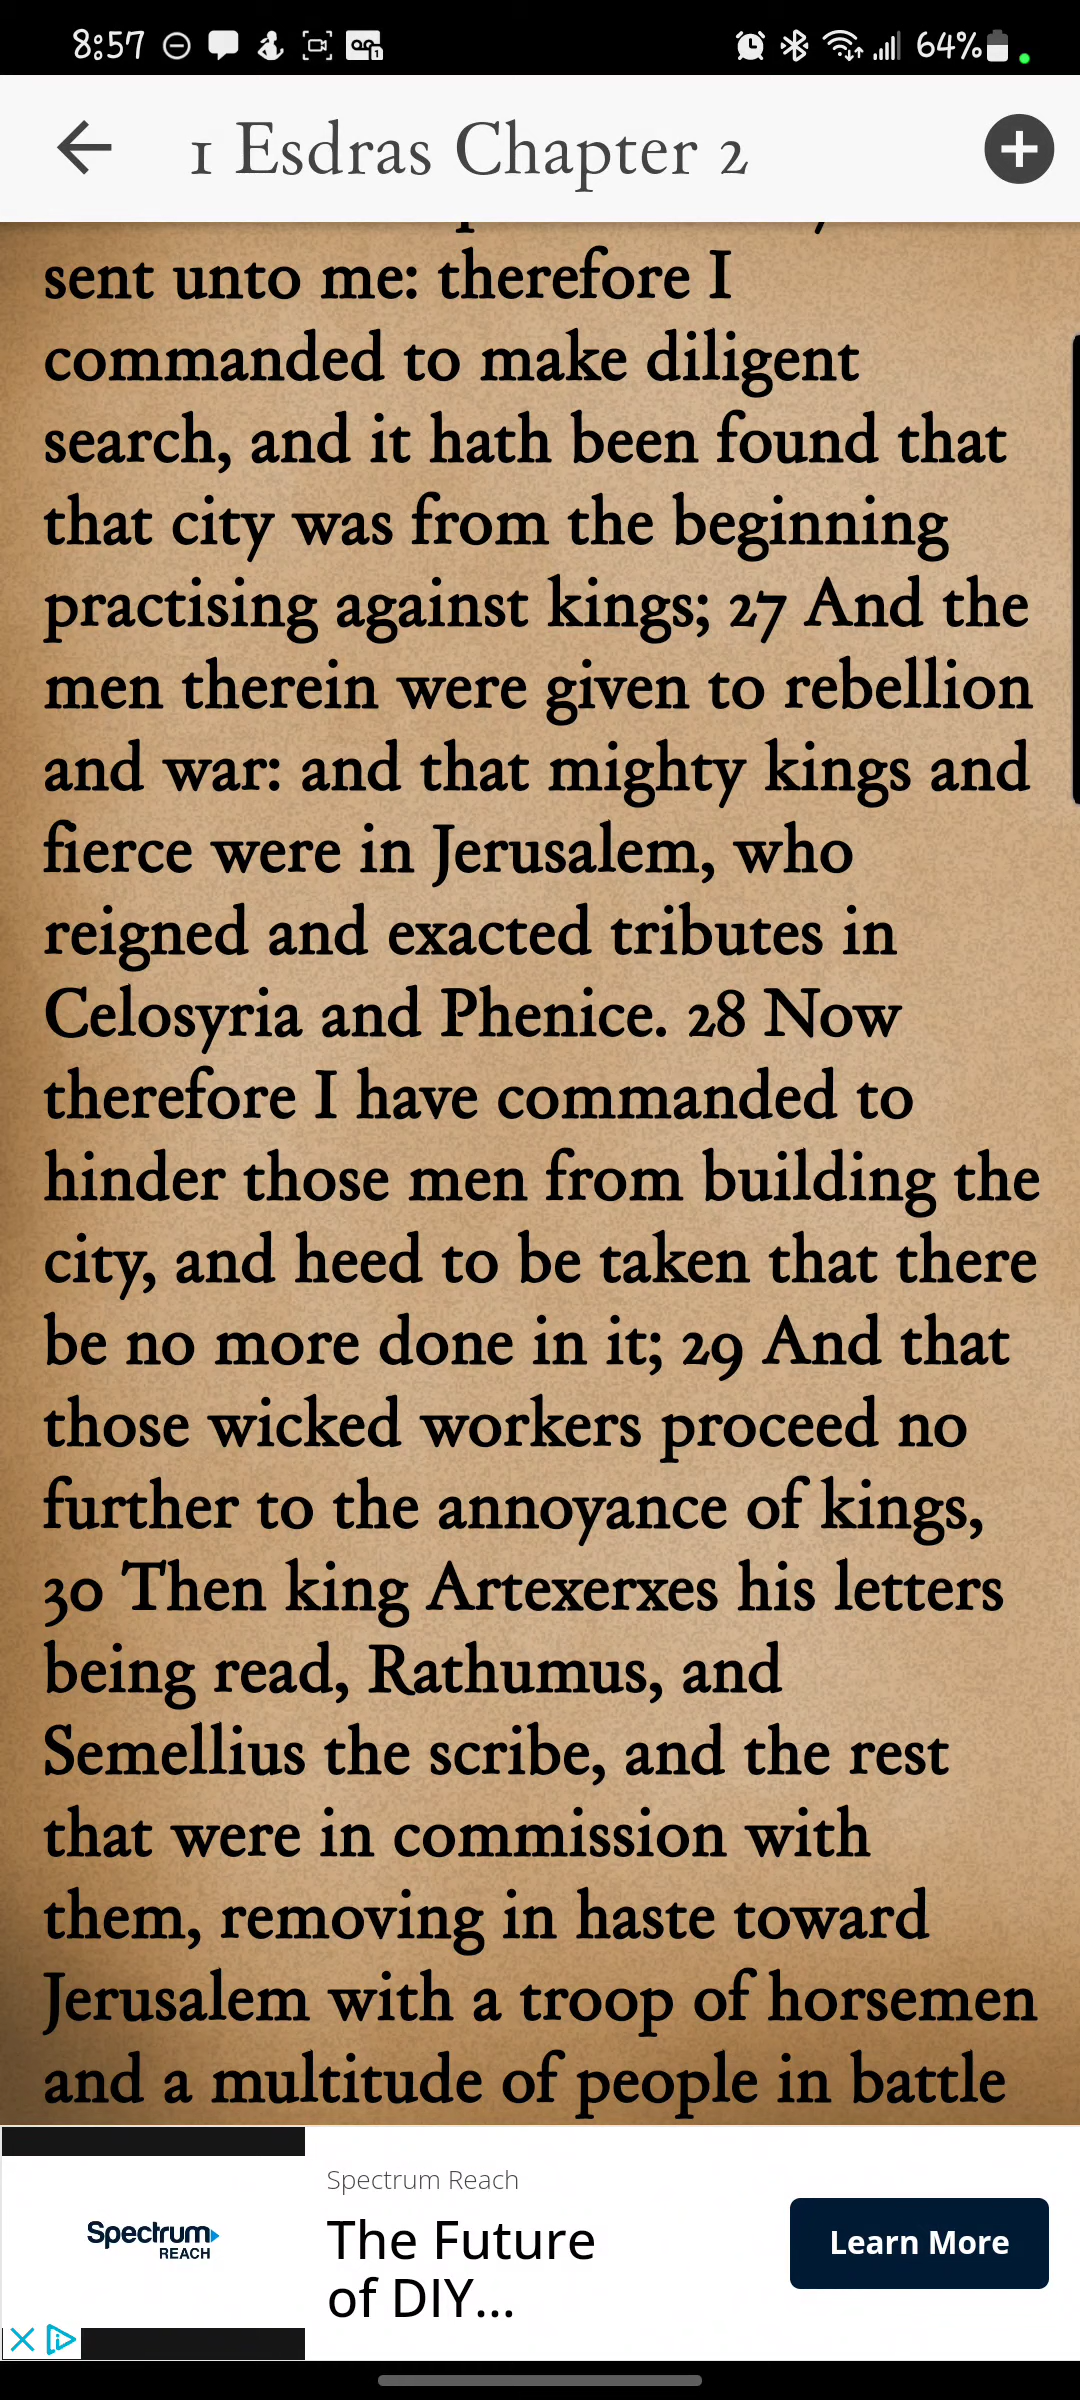 8:57
64%
1 Esdras Chapter 2
sent unto me: therefore I
commanded to make diligent
search, and it hath been found that
that city was from the beginning
practising against kings; 27 And the
men therein were given to rebellion
and war: and that mighty kings and
fierce were in Jerusalem, who
reigned and exacted tributes in
Celosyria and Phenice. 28 Now
therefore I have commanded to
hinder those men from building the
city, and heed to be taken that there
be no more done in it; 29 And that
those wicked workers proceed no
further to the annoyance of kings,
30 Then king Artexerxes his letters
being read, Rathumus, and
Semellius the scribe, and the rest
that were in commission with
them, removing in haste toward
Jerusalem with a troop of horsemen
and a multitude of people in battle
Spectrum Reach
Spectrum
REACH
The Future
of DIY...
Learn More